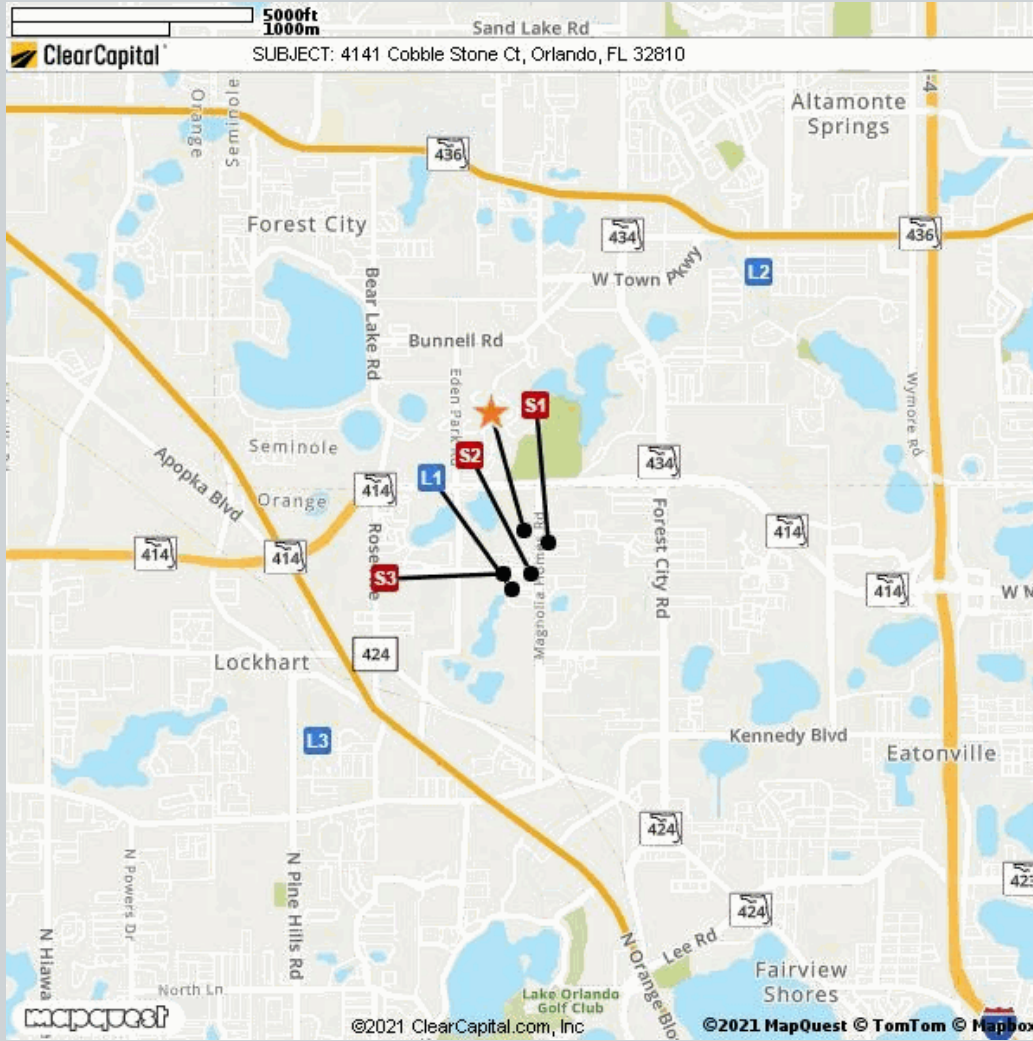 5000ft
1000m
Sand Lake Rd
ClearCapital
SUBJECT: 4141 Cobble Stone Ct, Orlando, FL 32810
I-4
Orange
Seminole
Altamonte
Springs
436
Forest City
434
436
W Town Pkwy
L2
Bear Lake Rd
Bunnell Rd
Eden Park Rd
S1
Wymore Rd
Seminole
S2
Apopka Blvd
L1
434
414
Orange
Forest City Rd
414
414
414
S3
414
W M
Lockhart
424
L3
Kennedy Blvd
Eatonville
424
N Powers Dr
N Pine Hills Rd
423
424
N Hiawa
Lee Rd
N Orange Blo
Fairview
Shores
North Ln
Lake Orlando
Golf Club
mapquest
©2021 ClearCapital.com, Inc
©2021 MapQuest © TomTom © Mapbox